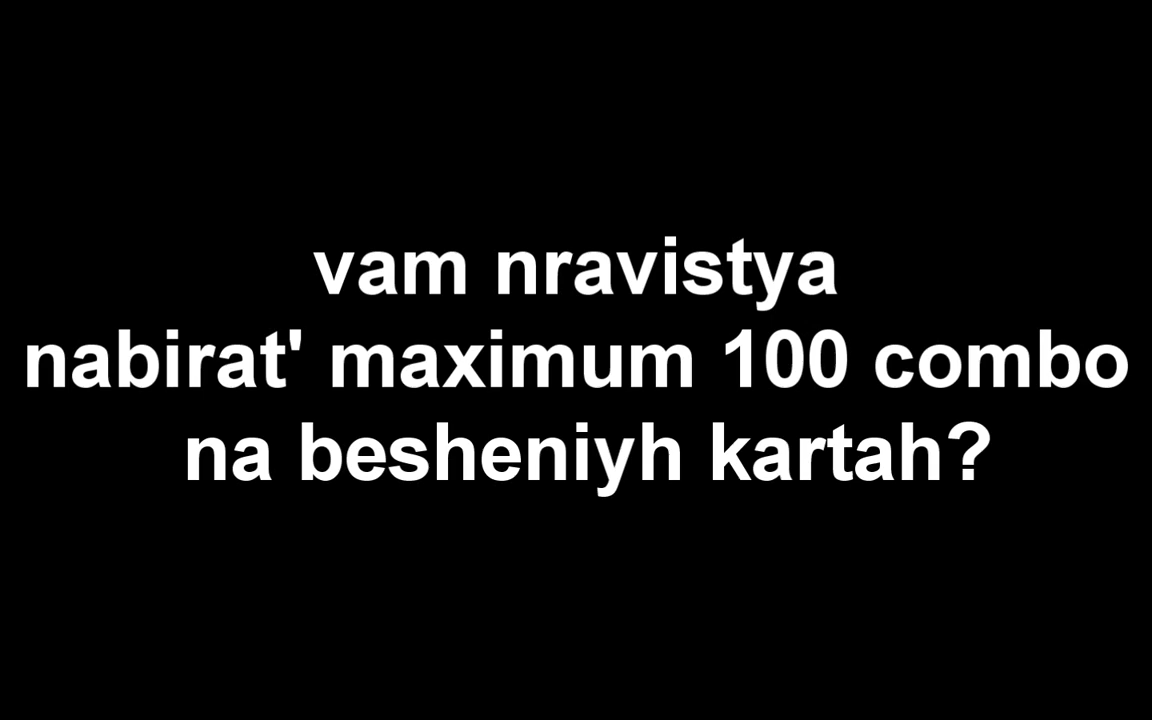 vam nravistya
nabirat' maximum 100 combo
na besheniyh kartah?